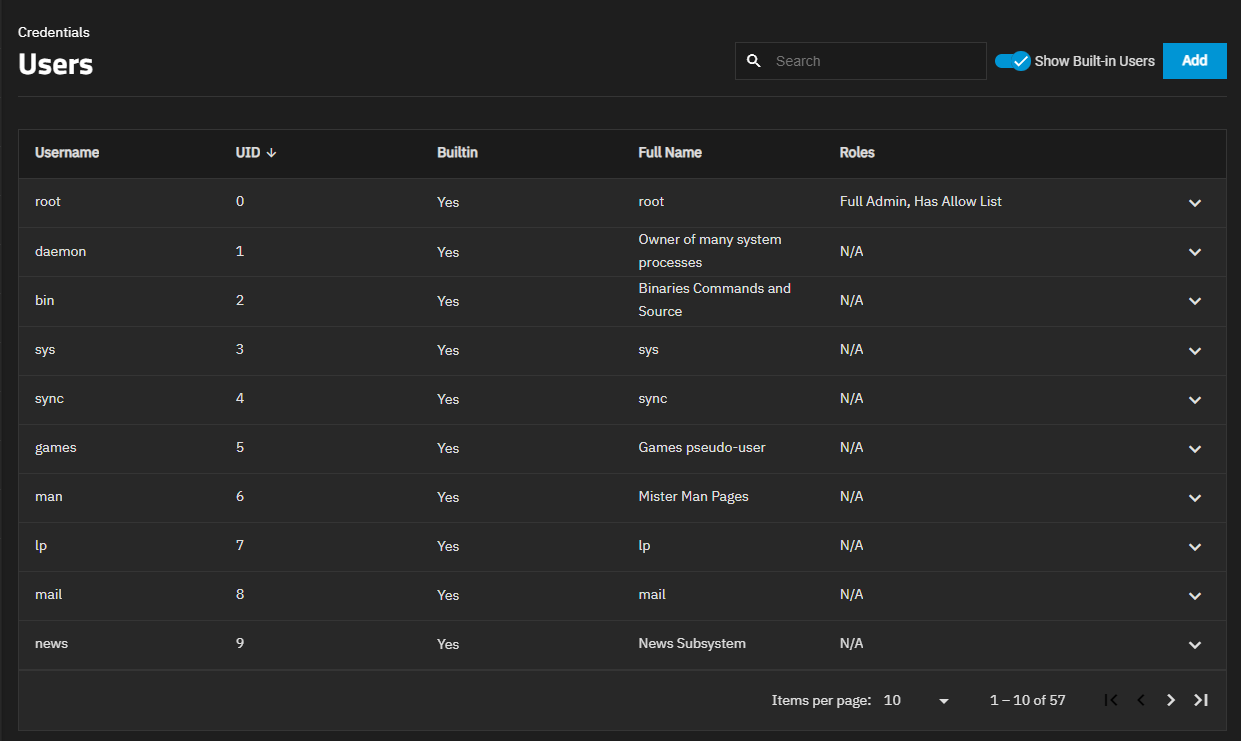 Credentials
Users
Search
Show Built-in Users
Add
Username UID Builtin Full Name Roles
root 0 Yes root Full Admin, Has Allow List
daemon 1 Yes Owner of many system processes N/A
bin 2 Yes Binaries Commands and Source N/A
sys 3 Yes sys N/A
sync 4 Yes sync N/A
games 5 Yes Games pseudo-user N/A
man 6 Yes Mister Man Pages N/A
lp 7 Yes lp N/A
mail 8 Yes mail N/A
news 9 Yes News Subsystem N/A
Items per page: 10 1 – 10 of 57